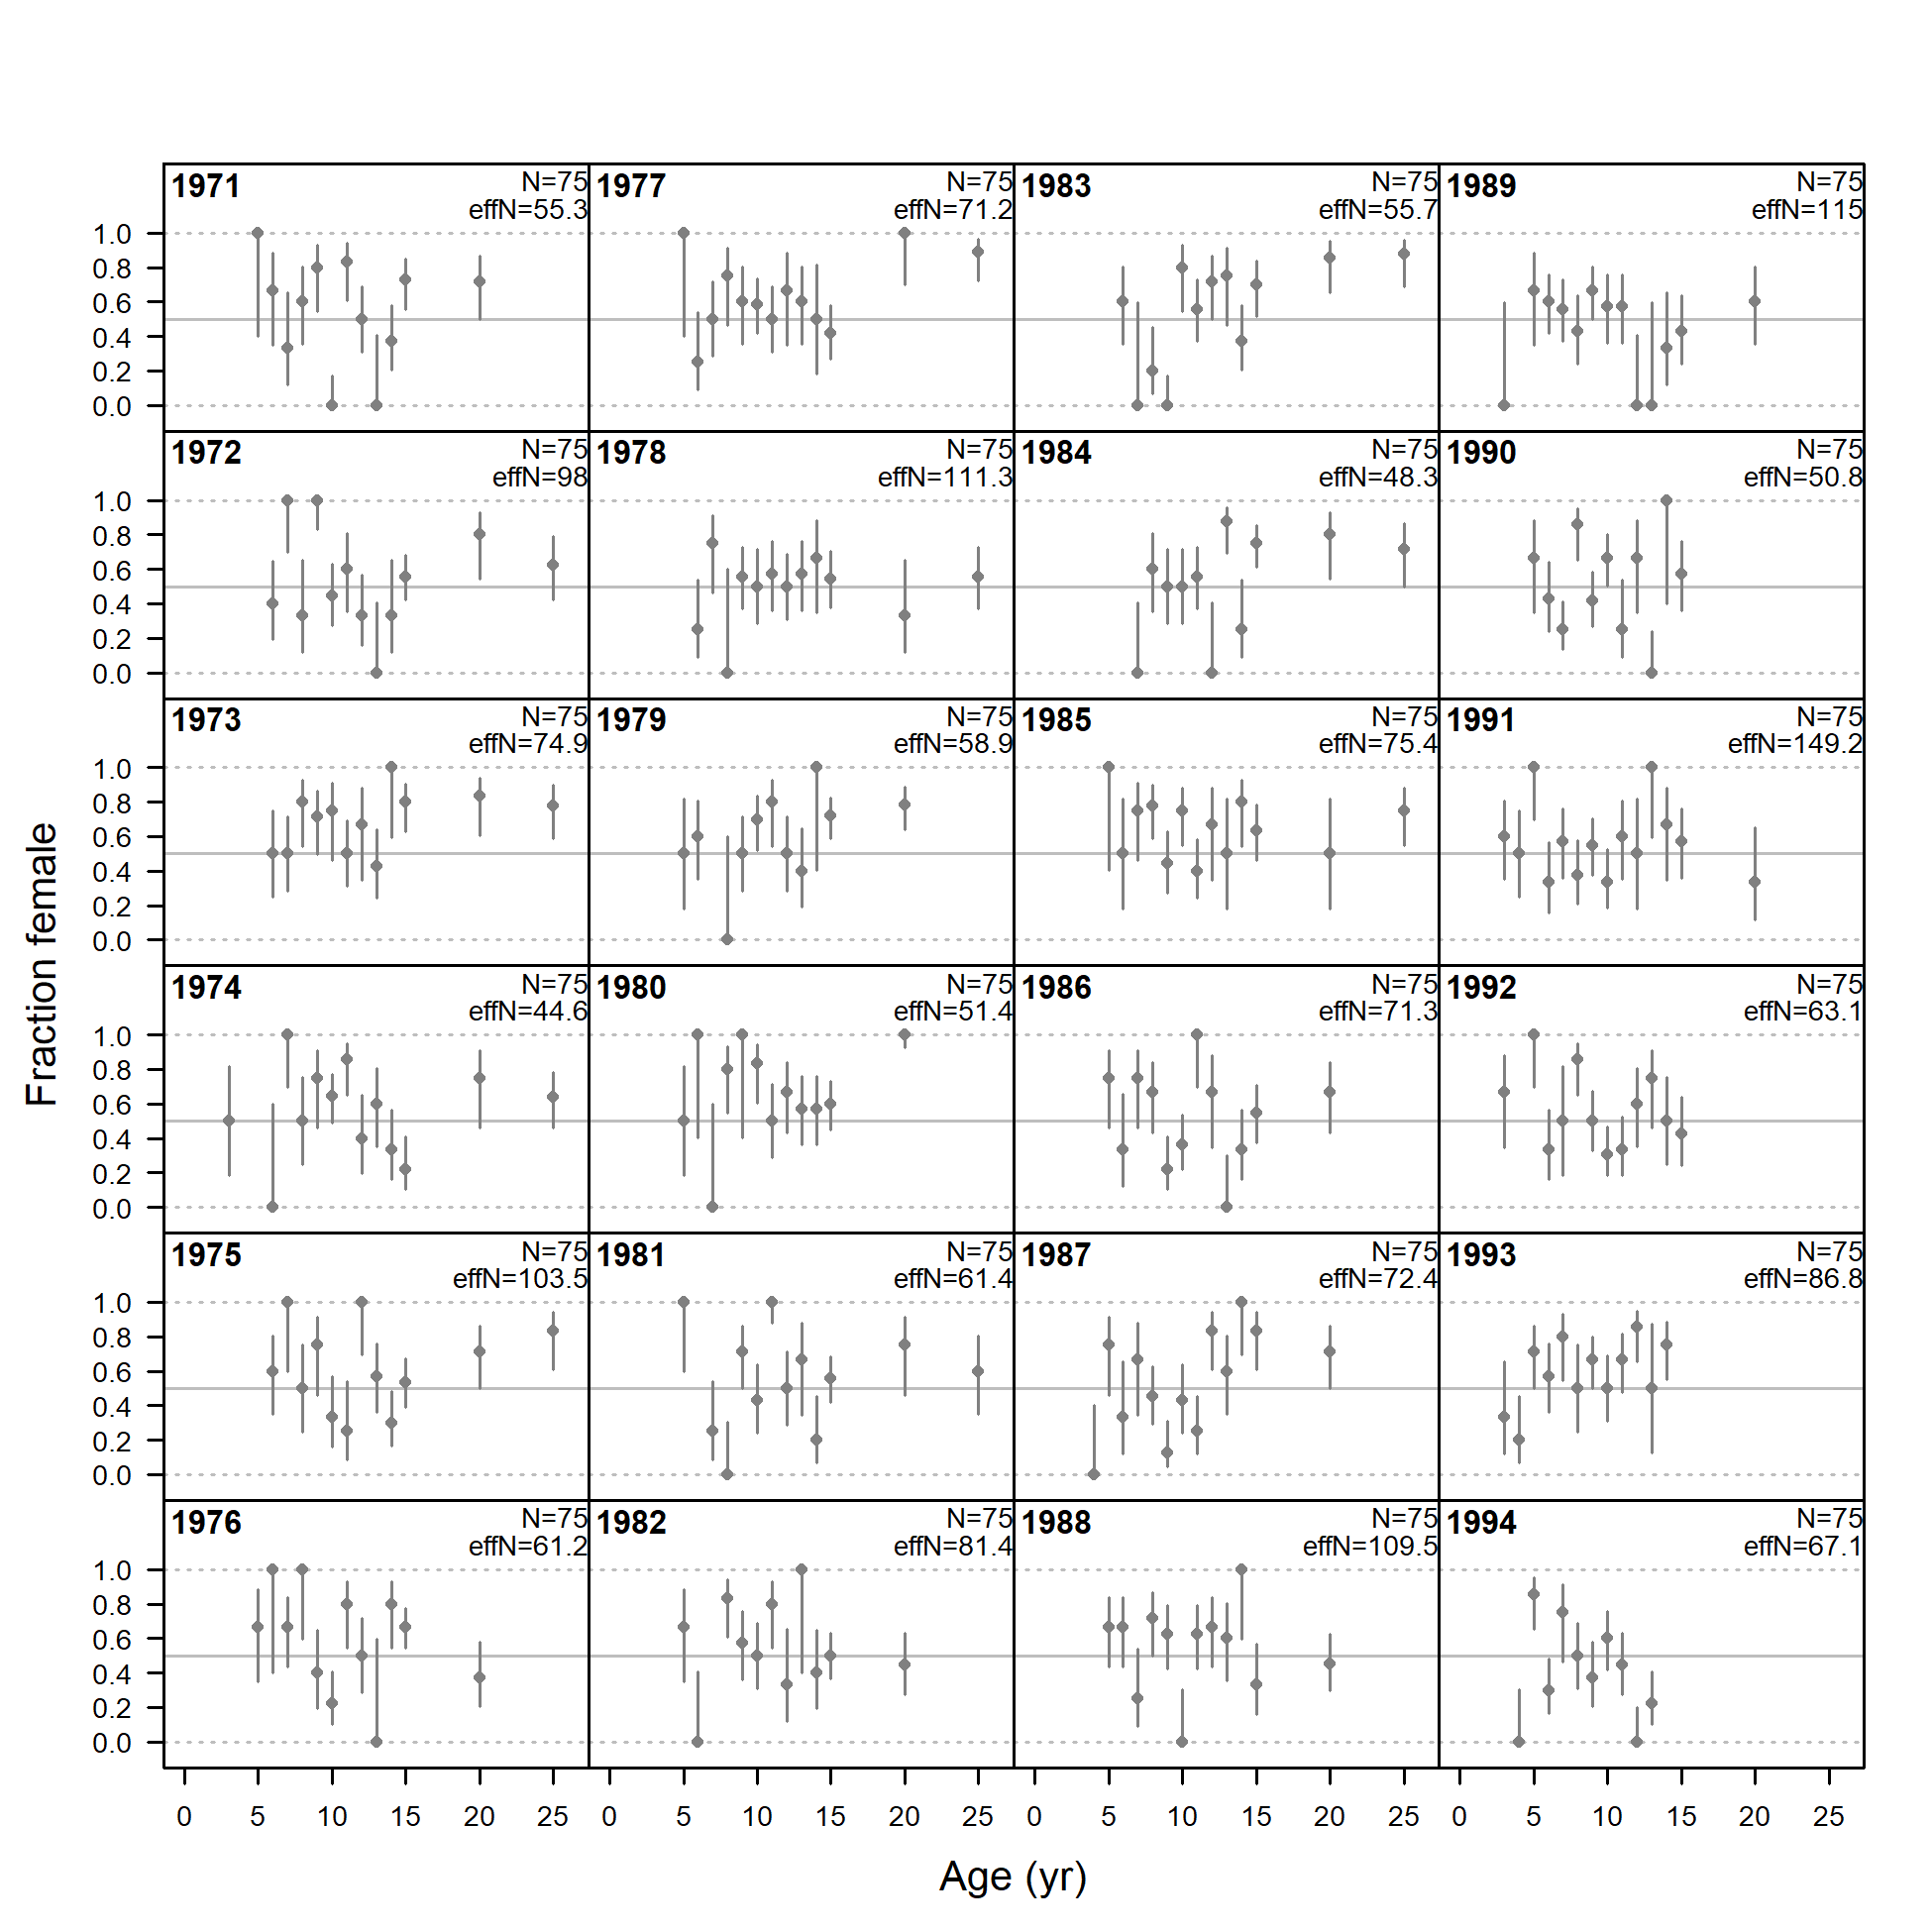 1971 N=75 1977 N=75 1983 N=75 1989 N=75
effN=55.3 effN=71.2 effN=55.7 effN=115
1.0
0.8
0.6
0.4
0.2
0.0
1972 N=75 1978 N=75 1984 N=75 1990 N=75
effN=98 effN=111.3 effN=48.3 effN=50.8
1.0
0.8
0.6
0.4
0.2
0.0
1973 N=75 1979 N=75 1985 N=75 1991 N=75
effN=74.9 effN=58.9 effN=75.4 effN=149.2
1.0
0.8
0.6
0.4
0.2
0.0
Fraction female
1974 N=75 1980 N=75 1986 N=75 1992 N=75
effN=44.6 effN=51.4 effN=71.3 effN=63.1
1.0
0.8
0.6
0.4
0.2
0.0
1975 N=75 1981 N=75 1987 N=75 1993 N=75
effN=103.5 effN=61.4 effN=72.4 effN=86.8
1.0
0.8
0.6
0.4
0.2
0.0
1976 N=75 1982 N=75 1988 N=75 1994 N=75
effN=61.2 effN=81.4 effN=109.5 effN=67.1
1.0
0.8
0.6
0.4
0.2
0.0
0 5 10 15 20 25 0 5 10 15 20 25 0 5 10 15 20 25 0 5 10 15 20 25
Age (yr)